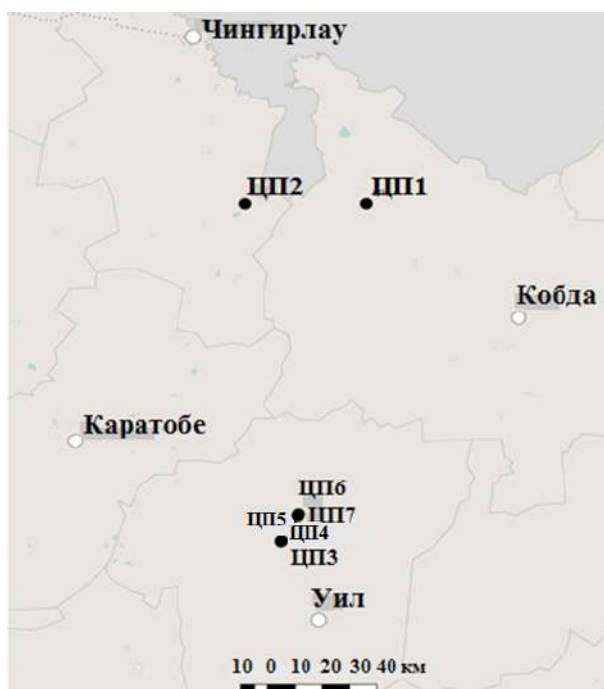 Чингирлау
ЦП2
ЦП1
Кобда
Каратобе
ЦП6
ЦП5
ЦП7
ЦП4
ЦП3
Уил
10 0 10 20 30 40 км